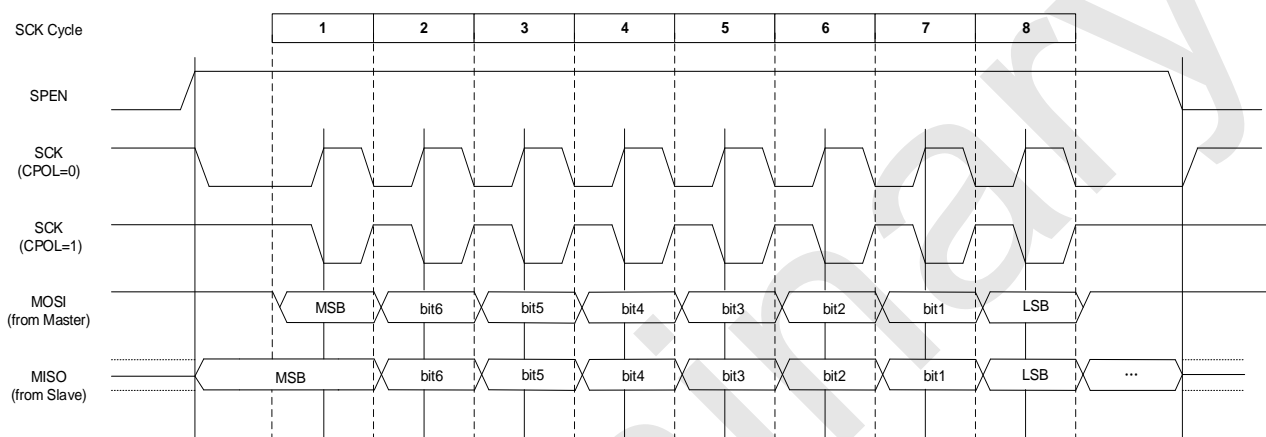 SCK Cycle 1 2 3 4 5 6 7 8
SPEN
SCK
(CPOL=0)
SCK
(CPOL=1)
MOSI
(from Master)
MSB bit6 bit5 bit4 bit3 bit2 bit1 LSB
MISO
(from Slave)
MSB bit6 bit5 bit4 bit3 bit2 bit1 LSB ...
inary